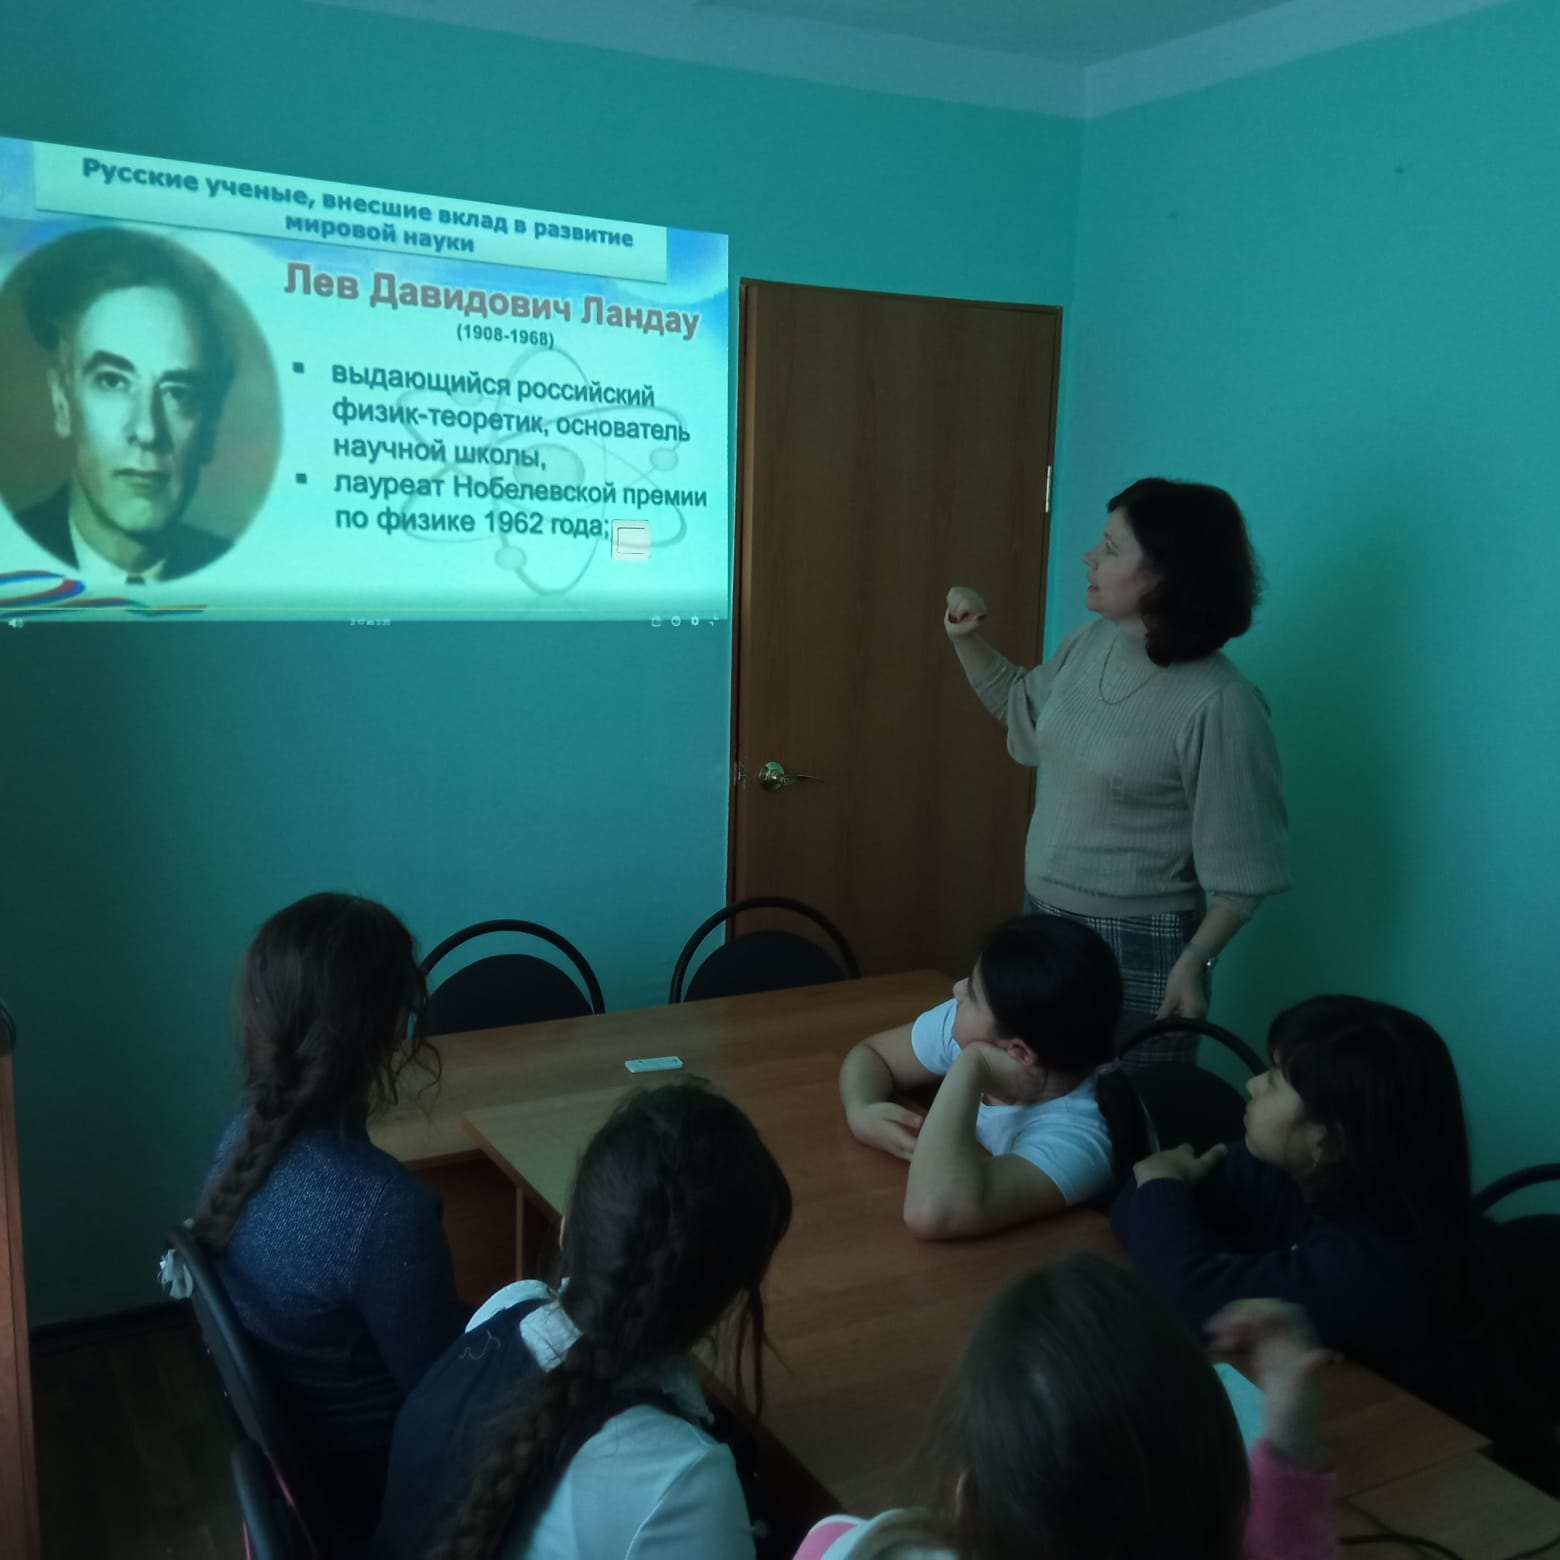 Русские ученые, внесшие вклад в развитие
мировой науки
Лев Давидович Ландау
(1908-1968)
▪ выдающийся российский
физик-теоретик, основатель
научной школы,
▪ лауреат Нобелевской премии
по физике 1962 года;